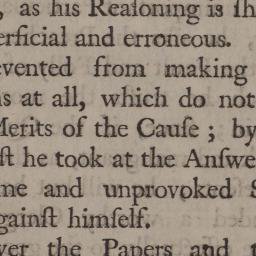 , as his Reaſoning is ſh
erficial and erroneous.
evented from making
s at all, which do not
Merits of the Cauſe ; by
ſt he took at the Anſwe
me and unprovoked S
gainſt himſelf.
ver the Papers and t